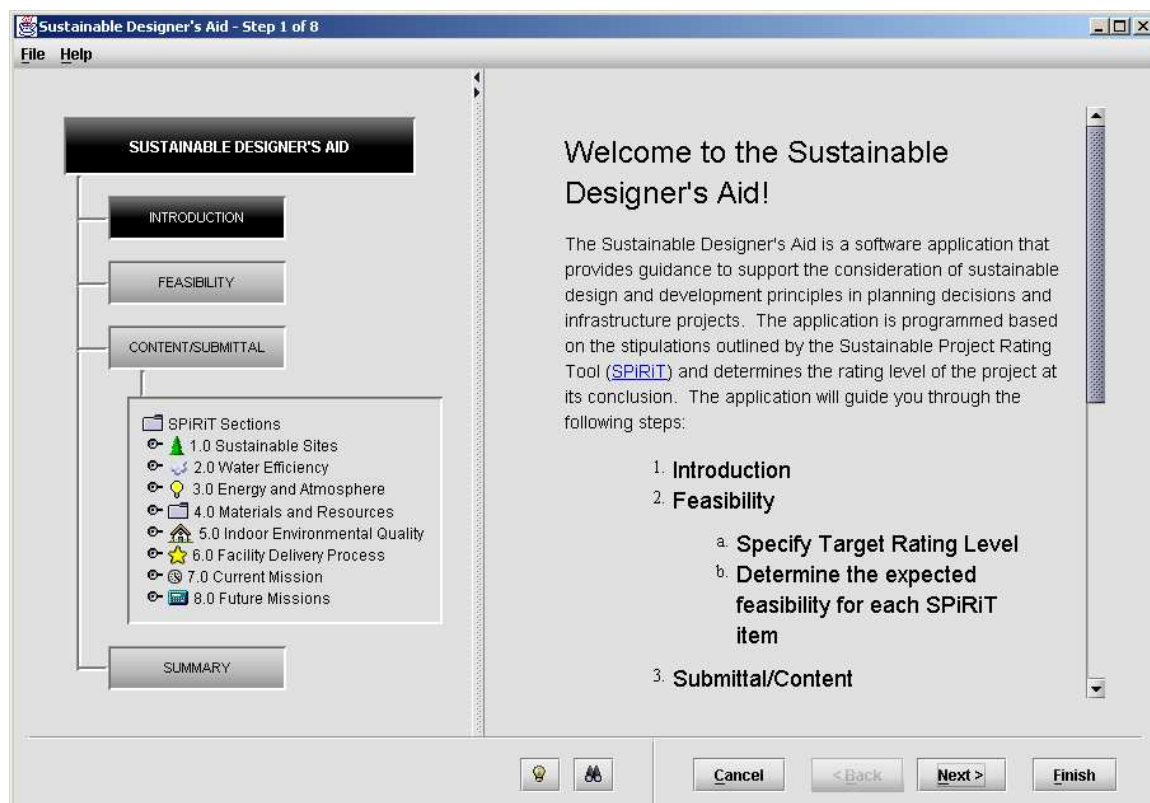 Sustainable Designer's Aid - Step 1 of 8
File Help
SUSTAINABLE DESIGNER'S AID
INTRODUCTION
FEASIBILITY
CONTENT/SUBMITTAL
SPiRiT Sections
1.0 Sustainable Sites
2.0 Water Efficiency
3.0 Energy and Atmosphere
4.0 Materials and Resources
5.0 Indoor Environmental Quality
6.0 Facility Delivery Process
7.0 Current Mission
8.0 Future Missions
SUMMARY
Welcome to the Sustainable
Designer's Aid!
The Sustainable Designer's Aid is a software application that
provides guidance to support the consideration of sustainable
design and development principles in planning decisions and
infrastructure projects. The application is programmed based
on the stipulations outlined by the Sustainable Project Rating
Tool (SPiRiT) and determines the rating level of the project at
its conclusion. The application will guide you through the
following steps:
1. Introduction
2. Feasibility
a. Specify Target Rating Level
b. Determine the expected
feasibility for each SPiRiT
item
3. Submittal/Content
Cancel < Back Next > Finish